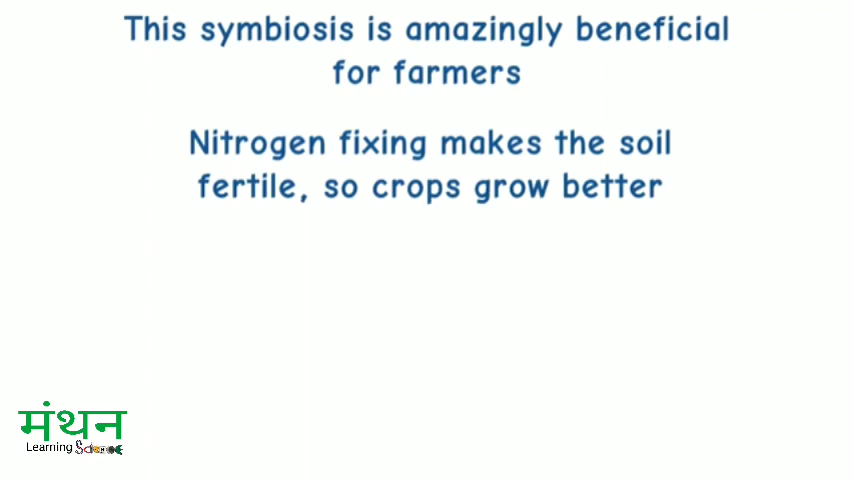 This symbiosis is amazingly beneficial
for farmers
Nitrogen fixing makes the soil
fertile, so crops grow better
मंथन
Learning Science